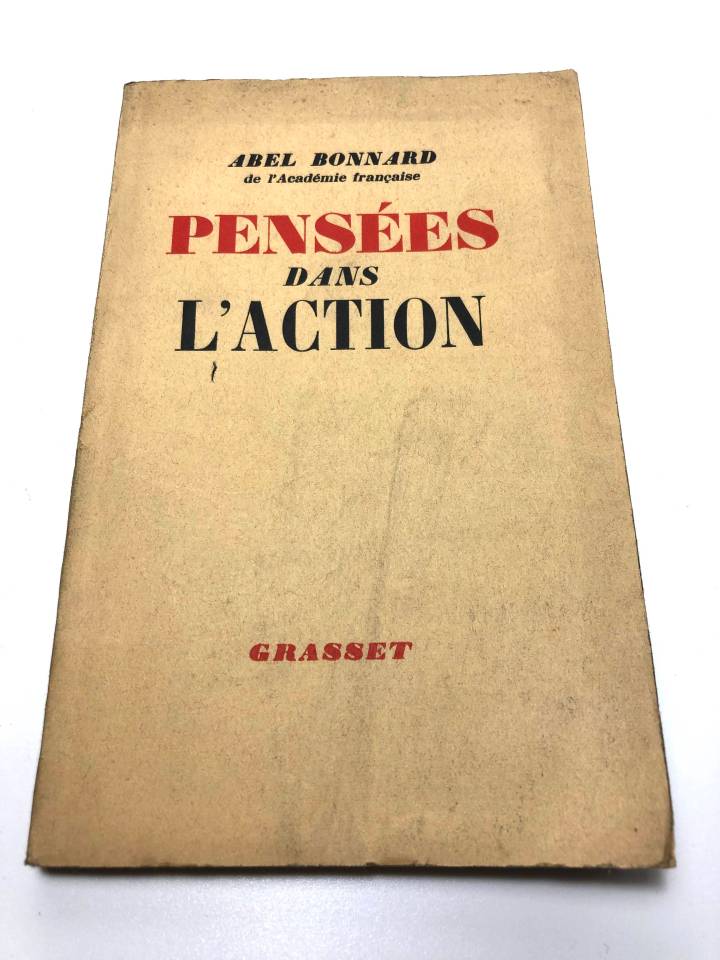 ABEL BONNARD
de l'Académie française
PENSÉES
DANS
L'ACTION
GRASSET